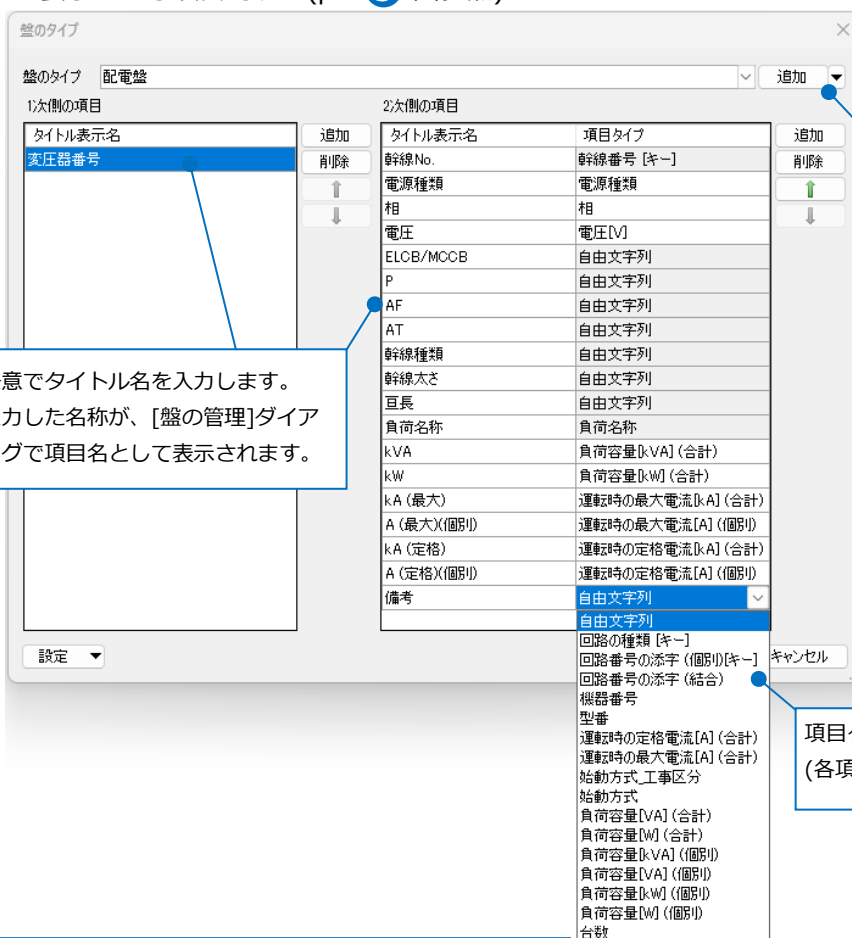 盤のタイプ
盤のタイプ 配電盤 追加
1次側の項目 2次側の項目
タイトル表示名 追加 タイトル表示名 項目タイプ 追加
変圧器番号 削除 幹線No. 幹線番号 [キー] 削除
電源種類 電源種類
相 相
電圧 電圧[V]
ELCB/MCCB 自由文字列
P 自由文字列
AF 自由文字列
AT 自由文字列
幹線種類 自由文字列
幹線太さ 自由文字列
亘長 自由文字列
負荷名称 負荷名称
kVA 負荷容量[kVA] (合計)
kW 負荷容量[kW] (合計)
kA (最大) 運転時の最大電流[kA] (合計)
A (最大)(個別) 運転時の最大電流[A] (個別)
kA (定格) 運転時の定格電流[kA] (合計)
A (定格)(個別) 運転時の定格電流[A] (個別)
備考 自由文字列
意でタイトル名を入力します。
力した名称が、[盤の管理]ダイア
グで項目名として表示されます。
自由文字列
回路の種類 [キー]
回路番号の添字 (個別)[キー]
回路番号の添字 (結合)
機器番号
型番
運転時の定格電流[A] (合計)
運転時の最大電流[A] (合計)
始動方式_工事区分
始動方式
負荷容量[VA] (合計)
負荷容量[W] (合計)
負荷容量[kVA] (個別)
負荷容量[VA] (個別)
負荷容量[kW] (個別)
負荷容量[W] (個別)
台数
設定 キャンセル
項目
(各項